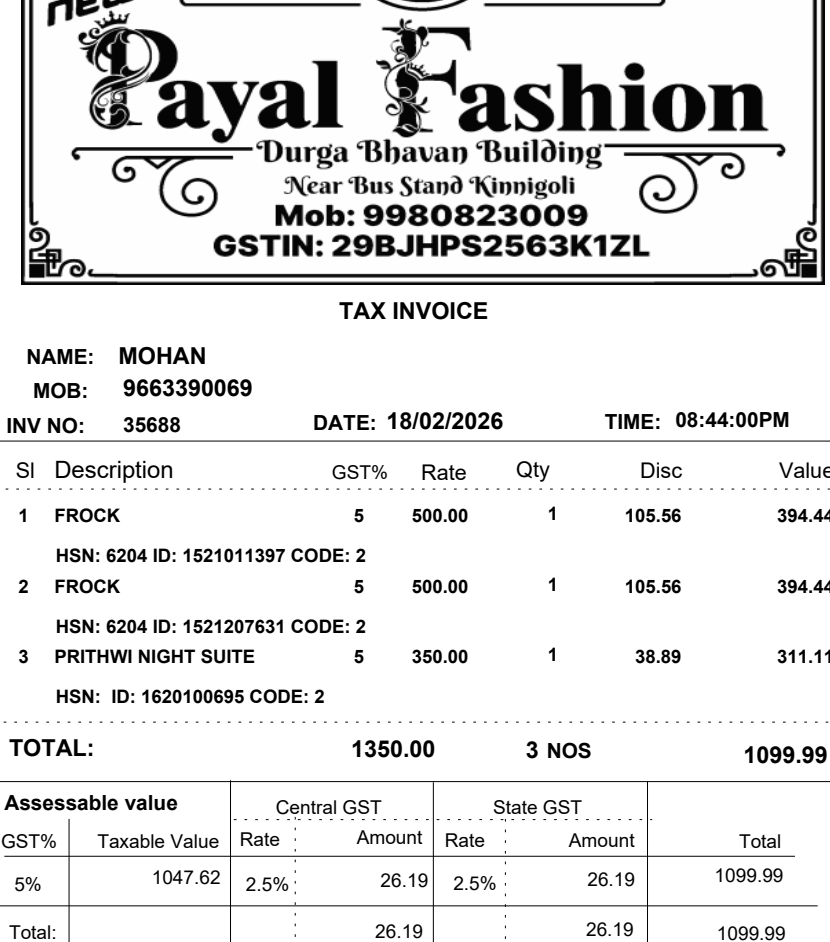 new
Payal Fashion
Durga Bhavan Building
Near Bus Stand Kinnigoli
Mob: 9980823009
GSTIN: 29BJHPS2563K1ZL
TAX INVOICE
NAME: MOHAN
MOB: 9663390069
INV NO: 35688 DATE: 18/02/2026 TIME: 08:44:00PM
Sl Description GST% Rate Qty Disc Value
1 FROCK 5 500.00 1 105.56 394.44
HSN: 6204 ID: 1521011397 CODE: 2
2 FROCK 5 500.00 1 105.56 394.44
HSN: 6204 ID: 1521207631 CODE: 2
3 PRITHWI NIGHT SUITE 5 350.00 1 38.89 311.11
HSN: ID: 1620100695 CODE: 2
TOTAL: 1350.00 3 NOS 1099.99
Assessable value Central GST State GST
GST% Taxable Value Rate Amount Rate Amount Total
5% 1047.62 2.5% 26.19 2.5% 26.19 1099.99
Total: 26.19 26.19 1099.99